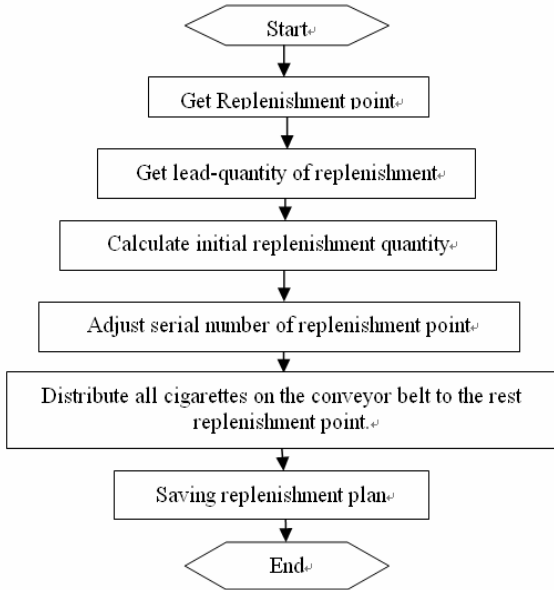 Start
Get Replenishment point
Get lead-quantity of replenishment
Calculate initial replenishment quantity
Adjust serial number of replenishment point
Distribute all cigarettes on the conveyor belt to the rest
replenishment point.
Saving replenishment plan
End